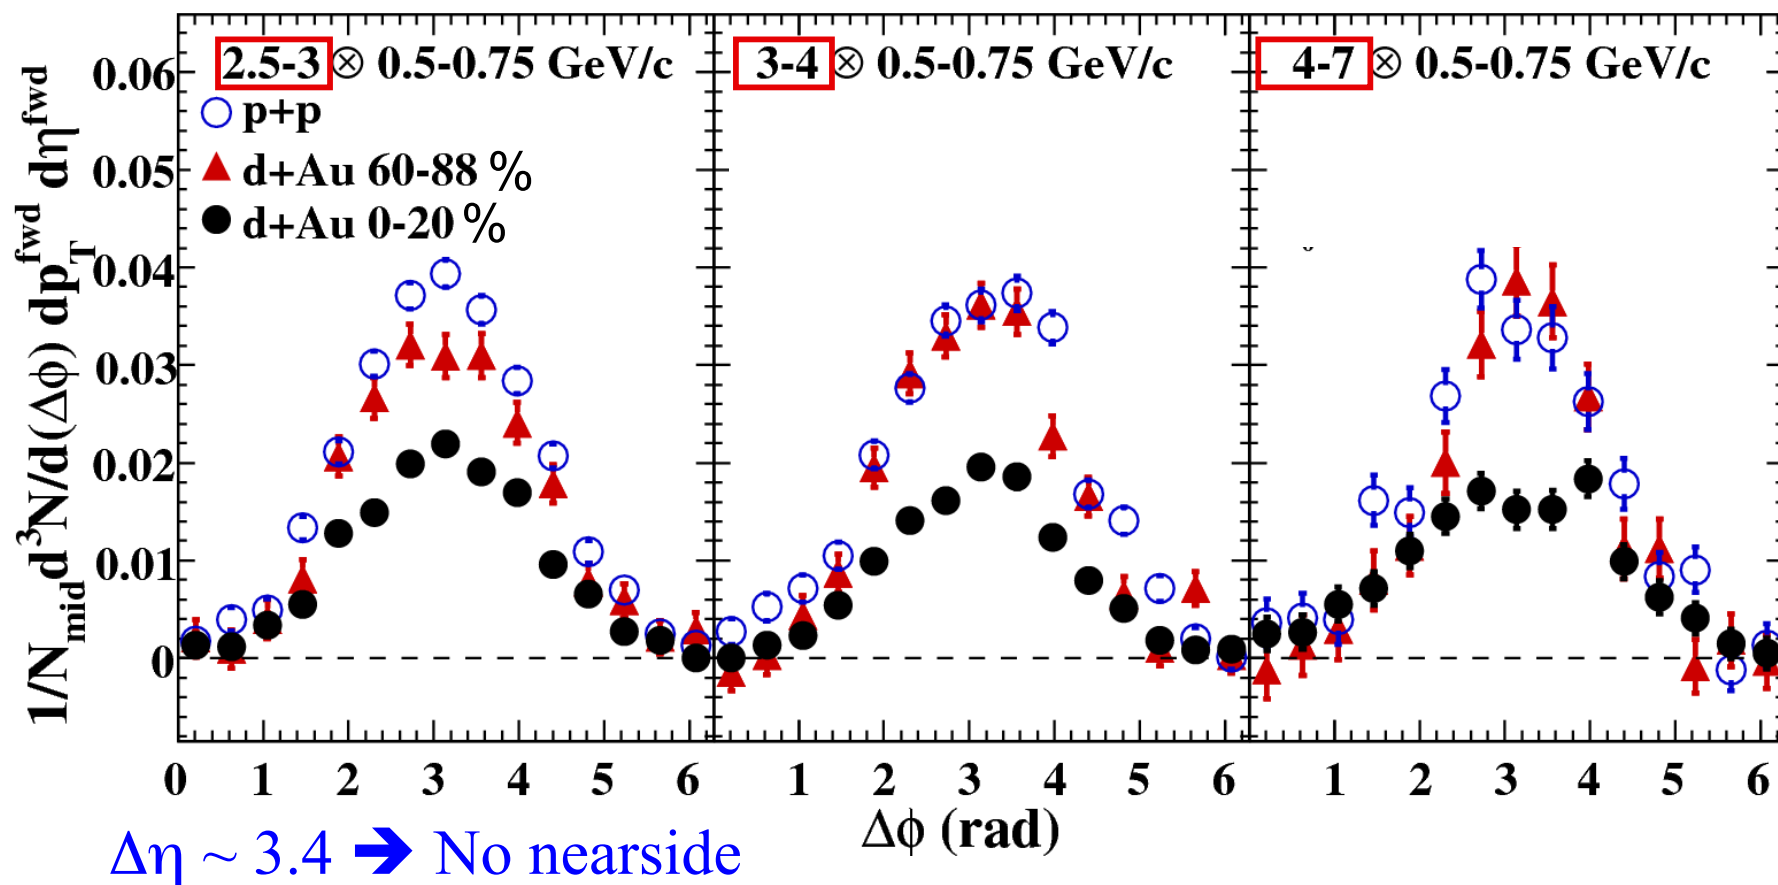 2.5-3 ⊗ 0.5-0.75 GeV/c
3-4 ⊗ 0.5-0.75 GeV/c
4-7 ⊗ 0.5-0.75 GeV/c
p+p
d+Au 60-88 %
d+Au 0-20 %
1/N_mid d³N/d(Δϕ) dp_T^fwd dη^fwd
0.06
0.05
0.04
0.03
0.02
0.01
0
0 1 2 3 4 5 6
1 2 3 4 5 6
1 2 3 4 5 6
Δϕ (rad)
Δη ~ 3.4 ➔ No nearside